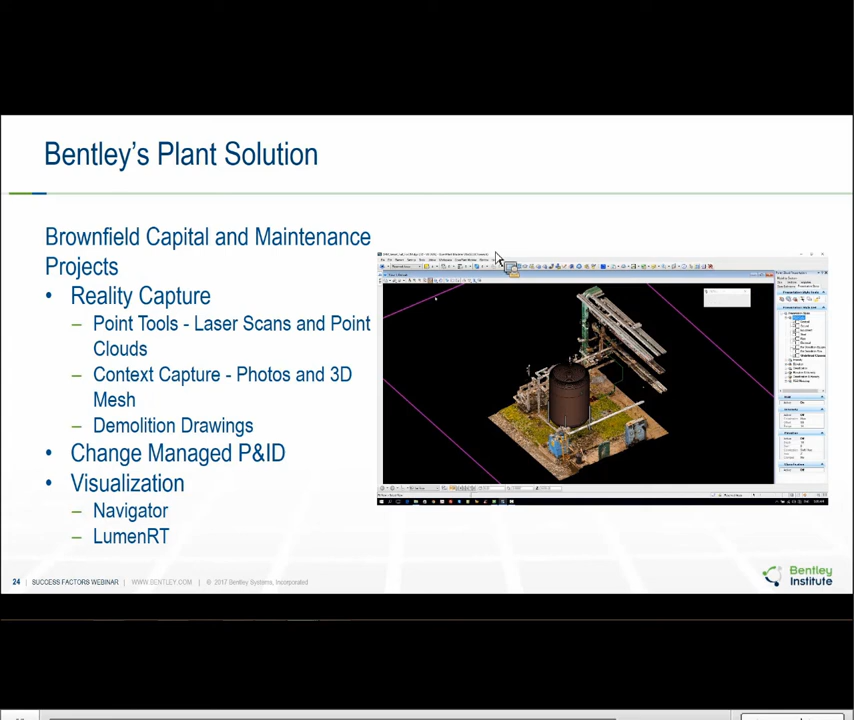 Bentley's Plant Solution
Brownfield Capital and Maintenance
Projects
• Reality Capture
– Point Tools - Laser Scans and Point
Clouds
– Context Capture - Photos and 3D
Mesh
– Demolition Drawings
• Change Managed P&ID
• Visualization
– Navigator
– LumenRT
24 SUCCESS FACTORS WEBINAR | WWW.BENTLEY.COM | © 2017 Bentley Systems, Incorporated
Bentley
Institute